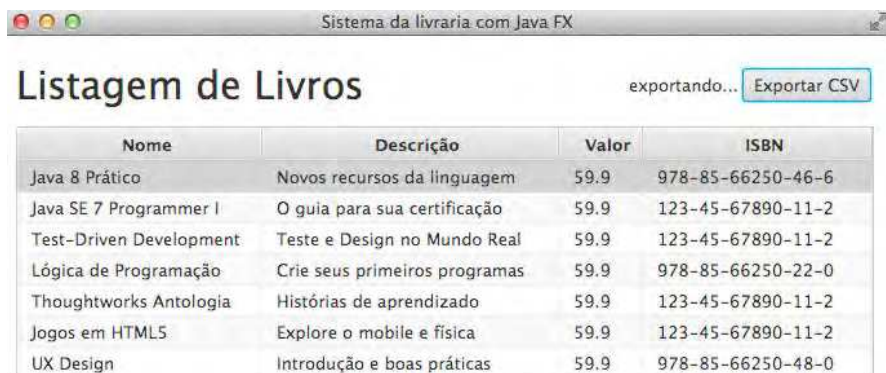 Sistema da livraria com Java FX
Listagem de Livros exportando... Exportar CSV
Nome Descrição Valor ISBN
Java 8 Prático Novos recursos da linguagem 59.9 978-85-66250-46-6
Java SE 7 Programmer I O guia para sua certificação 59.9 123-45-67890-11-2
Test-Driven Development Teste e Design no Mundo Real 59.9 123-45-67890-11-2
Lógica de Programação Crie seus primeiros programas 59.9 978-85-66250-22-0
Thoughtworks Antologia Histórias de aprendizado 59.9 123-45-67890-11-2
Jogos em HTML5 Explore o mobile e física 59.9 123-45-67890-11-2
UX Design Introdução e boas práticas 59.9 978-85-66250-48-0